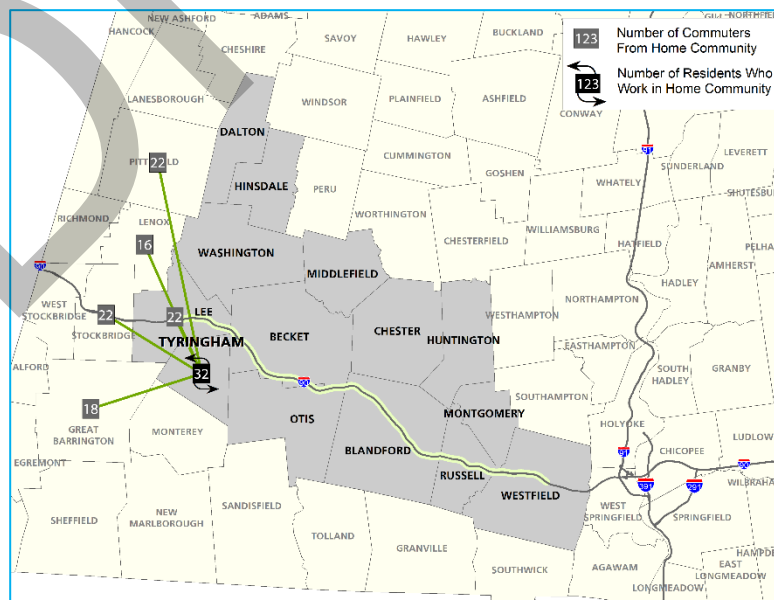 NEW ASHFORD
ADAMS
HANCOCK
SAVOY
HAWLEY
BUCKLAND
CHESHIRE
123
Number of Commuters
From Home Community
123
Number of Residents Who
Work in Home Community
LANESBOROUGH
WINDSOR
PLAINFIELD
ASHFIELD
CONWAY
DALTON
91
LEVERETT
SUNDERLAND
PITTSFIELD
22
CUMMINGTON
GOSHEN
WHATELY
HINSDALE
PERU
RICHMOND
LENOX
WORTHINGTON
WILLIAMSBURG
HATFIELD
CHESTERFIELD
16
WASHINGTON
MIDDLEFIELD
AMHERST
HADLEY
90
WEST
STOCKBRIDGE
22
STOCKBRIDGE
22
LEE
NORTHAMPTON
WESTHAMPTON
BECKET
CHESTER
HUNTINGTON
TYRINGHAM
EASTHAMPTON
SOUTH
HADLEY
GRANBY
ALFORD
32
90
SOUTHAMPTON
18
GREAT
BARRINGTON
MONTEREY
OTIS
MONTGOMERY
HOLYOKE
LUDLOW
BLANDFORD
91
CHICOPEE
90
EGREMONT
RUSSELL
WESTFIELD
291
291
WEST
SPRINGFIELD
SPRINGFIELD
SHEFFIELD
NEW
MARLBOROUGH
SANDISFIELD
TOLLAND
GRANVILLE
SOUTHWICK
AGAWAM
EAST
LONGMEADOW
LONGMEADOW